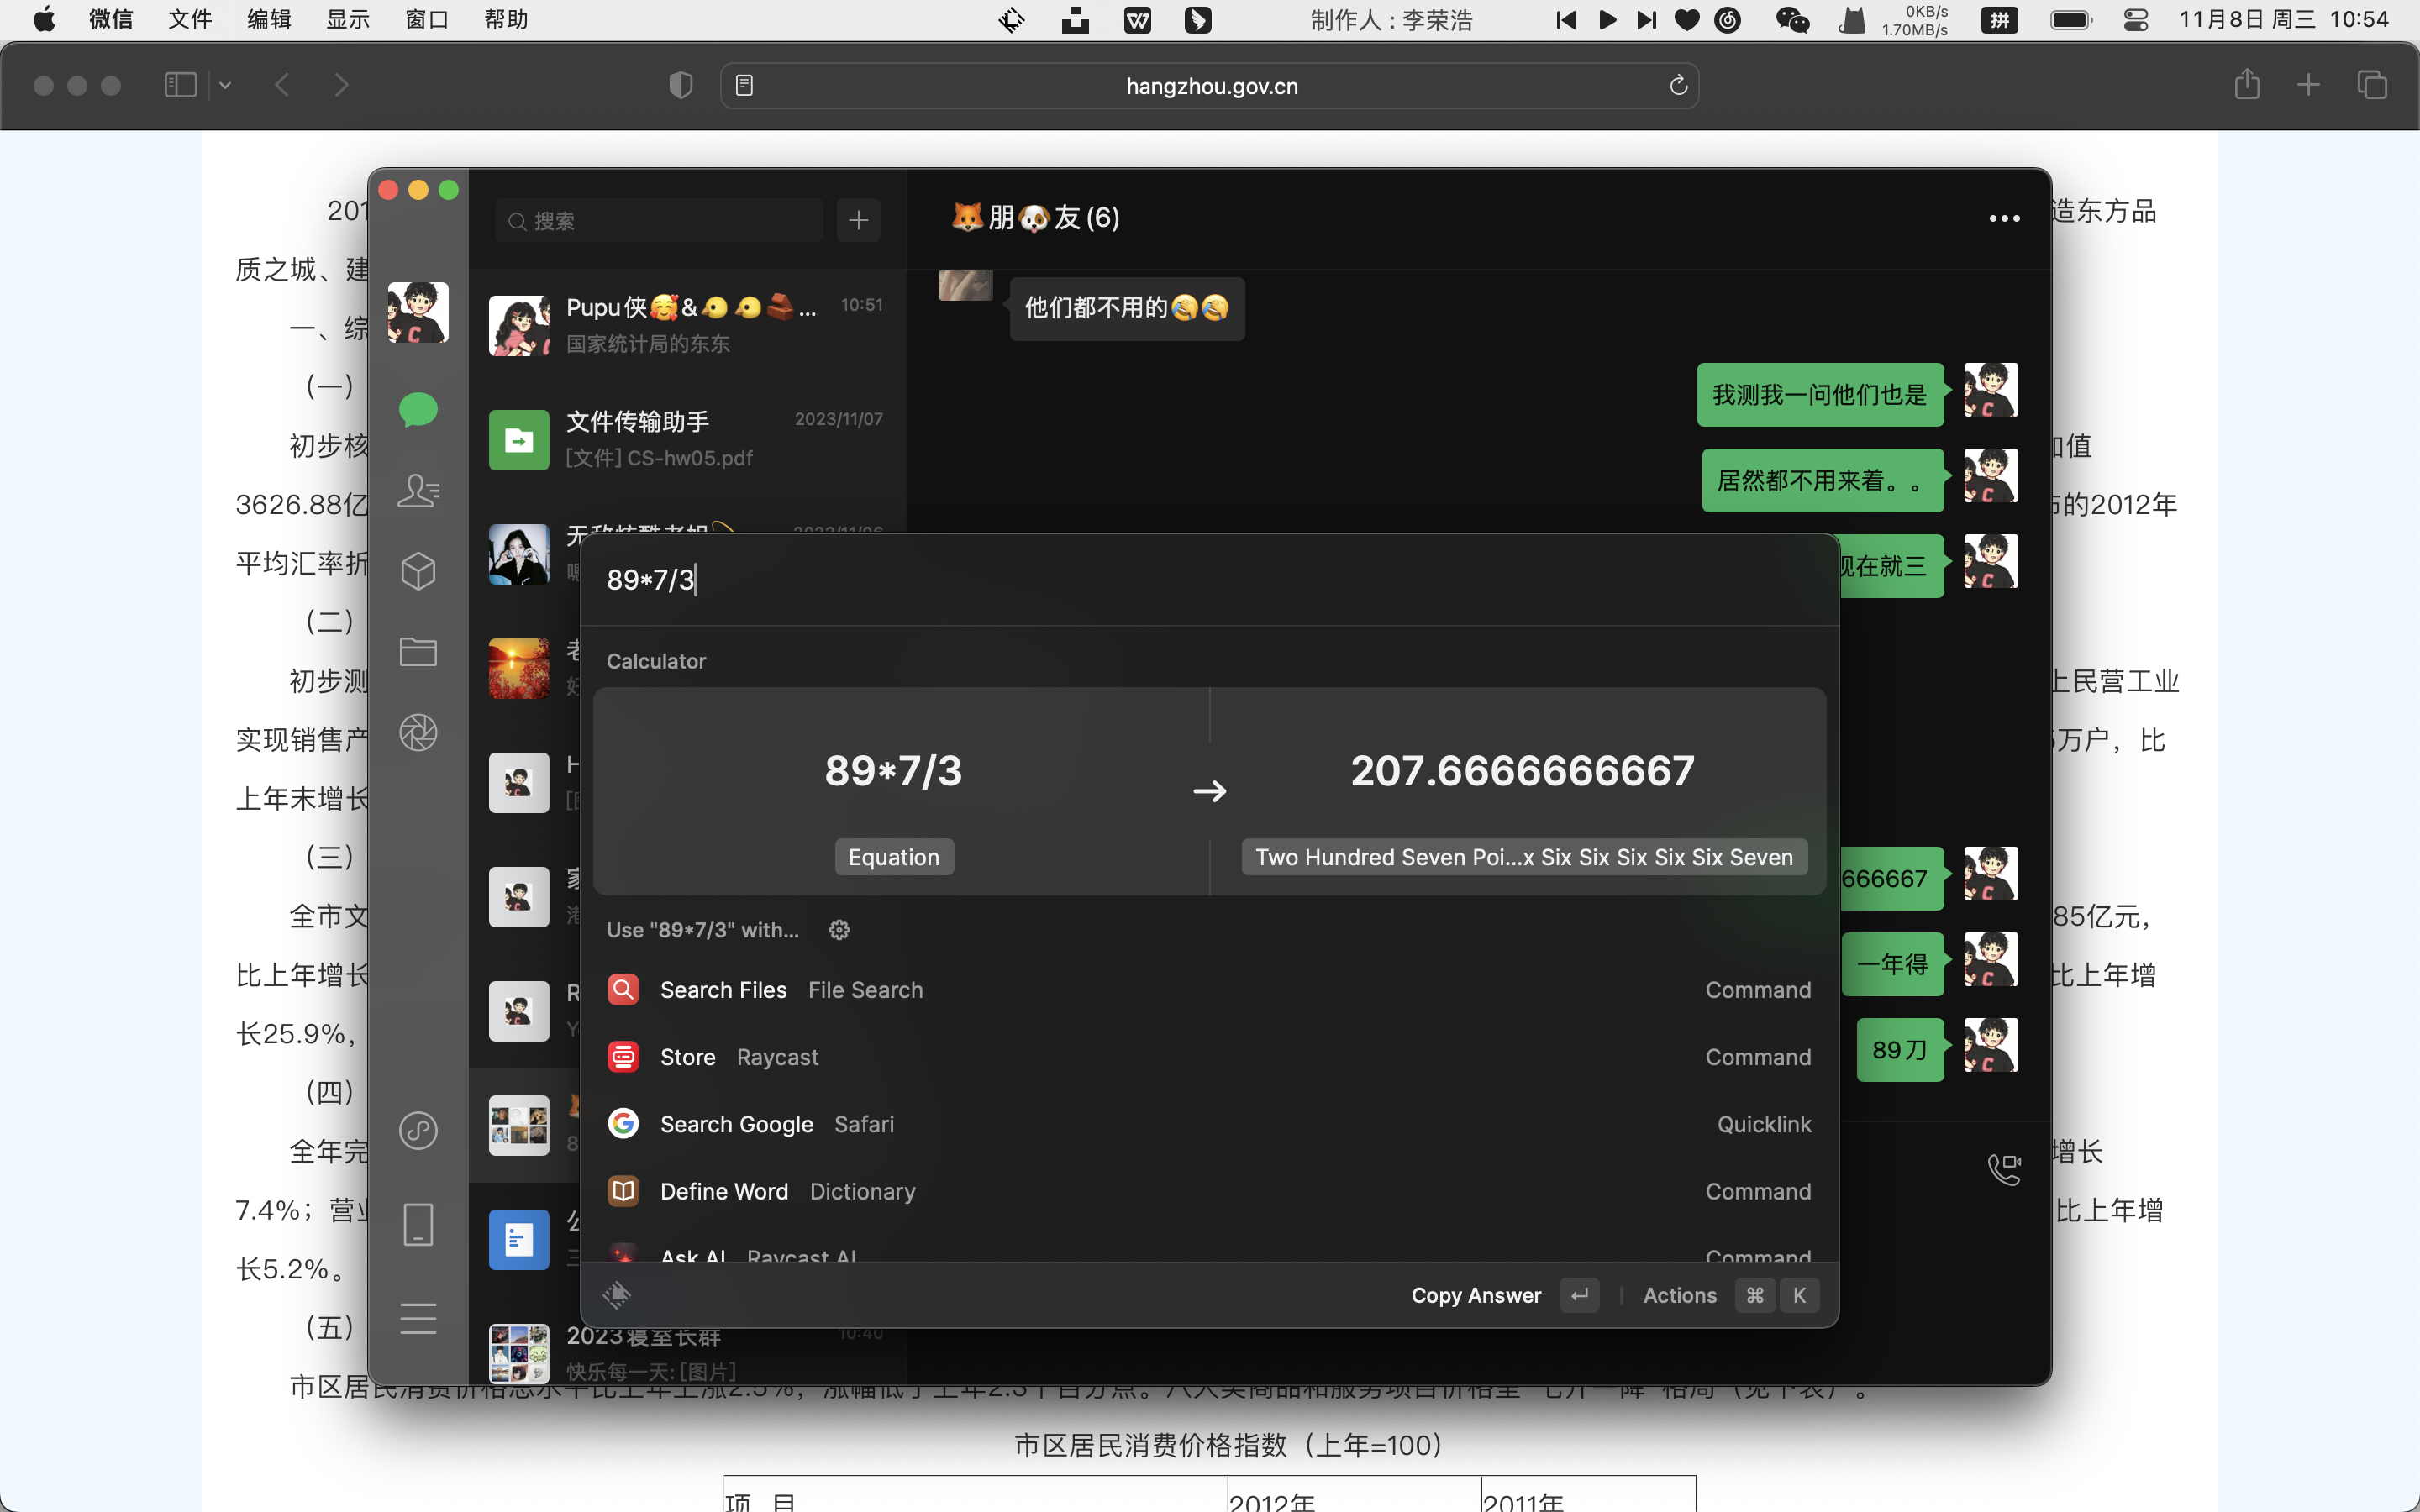 微信 文件 编辑 显示 窗口 帮助 制作人：李荣浩 0KB/s 1.70MB/s 拼 11月8日 周三 10:54
hangzhou.gov.cn
201
造东方品
质之城、建
一、综
（一）
初步核
加值
3626.88亿
的2012年
平均汇率折
（二）
初步测
上民营工业
实现销售产
万户，比
上年末增长
（三）
全市文
85亿元，
比上年增长
比上年增
长25.9%，
（四）
全年完
增长
7.4%；营业
比上年增
长5.2%。
（五）
搜索
Pupu侠🥰&🐤🐤🍫... 10:51
国家统计局的东东
文件传输助手 2023/11/07
[文件] CS-hw05.pdf
无敌炫酷老姐 2023/11/06
🦊朋🐶友(6)
他们都不用的😂😂
我测我一问他们也是
居然都不用来着。。
现在就三
666667
一年得
89刀
89*7/3
Calculator
89*7/3 → 207.6666666667
Equation Two Hundred Seven Poi...x Six Six Six Six Six Seven
Use "89*7/3" with...
Search Files File Search Command
Store Raycast Command
Search Google Safari Quicklink
Define Word Dictionary Command
Ask AI Raycast AI Command
Copy Answer ↵ Actions ⌘ K
2023寝室长群 10:40
快乐每一天: [图片]
市区居民消费价格总水平比上年上涨2.5%，涨幅低于上年2.3个百分点。八大类商品和服务项目价格呈“七升一降”格局（见下表）。
市区居民消费价格指数（上年=100）
项 目 2012年 2011年